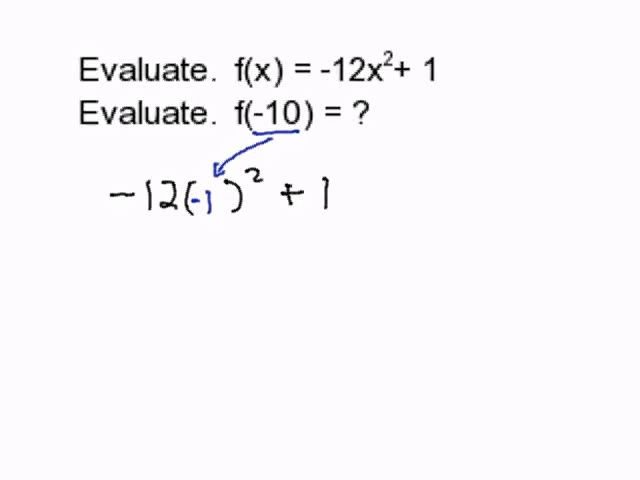 Evaluate. f(x) = -12x²+ 1
Evaluate. f(-10) = ?
-12(-1 )² + 1